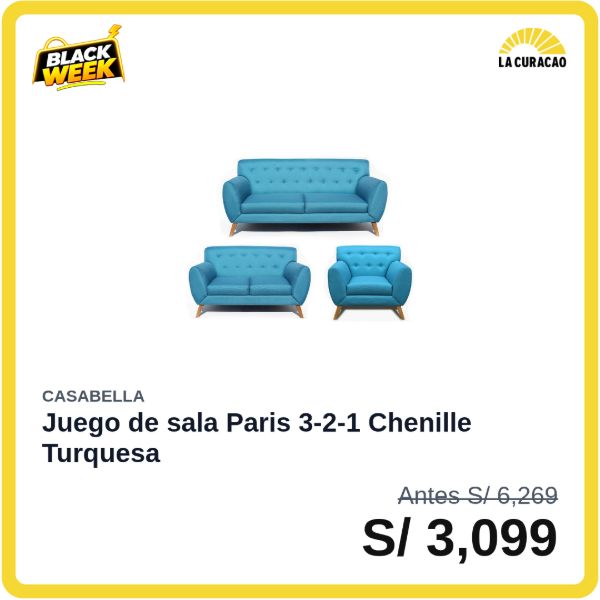 BLACK
WEEK
LA CURACAO
CASABELLA
Juego de sala Paris 3-2-1 Chenille
Turquesa
Antes S/ 6,269
S/ 3,099